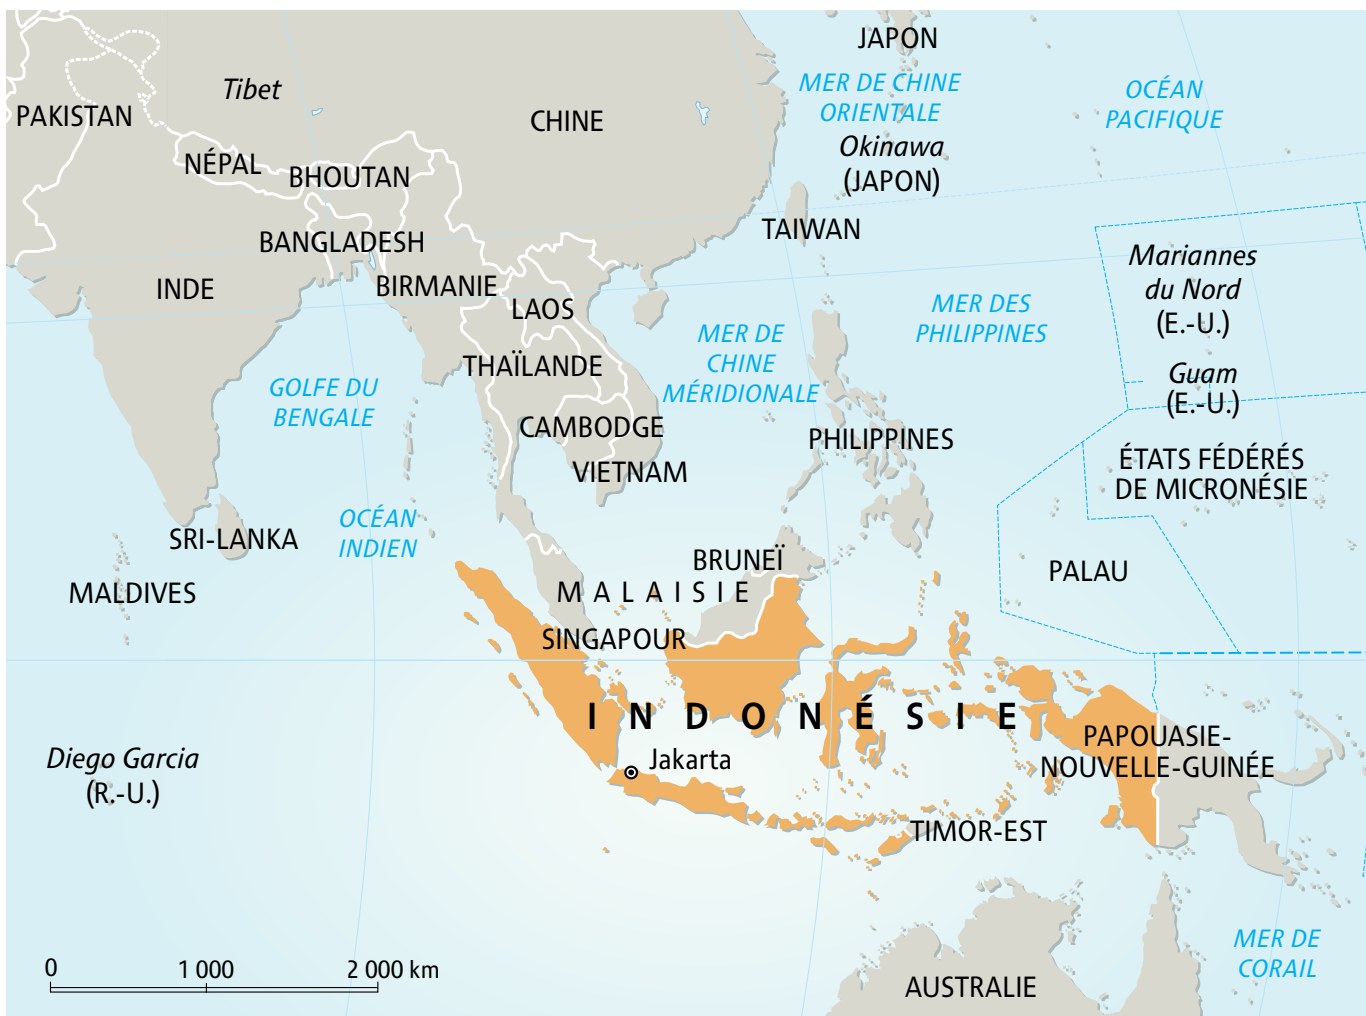 JAPON
Tibet
MER DE CHINE
ORIENTALE
OCÉAN
PACIFIQUE
PAKISTAN
CHINE
Okinawa
(JAPON)
NÉPAL
BHOUTAN
TAIWAN
BANGLADESH
Mariannes
du Nord
(E.-U.)
INDE
BIRMANIE
LAOS
MER DES
PHILIPPINES
MER DE
CHINE
MÉRIDIONALE
THAÏLANDE
Guam
(E.-U.)
GOLFE DU
BENGALE
CAMBODGE
PHILIPPINES
VIETNAM
ÉTATS FÉDÉRÉS
DE MICRONÉSIE
OCÉAN
INDIEN
SRI-LANKA
BRUNEÏ
PALAU
MALDIVES
MALAISIE
SINGAPOUR
INDONÉSIE
PAPOUASIE-
NOUVELLE-GUINÉE
Jakarta
Diego Garcia
(R.-U.)
TIMOR-EST
MER DE
CORAIL
0 1 000 2 000 km
AUSTRALIE